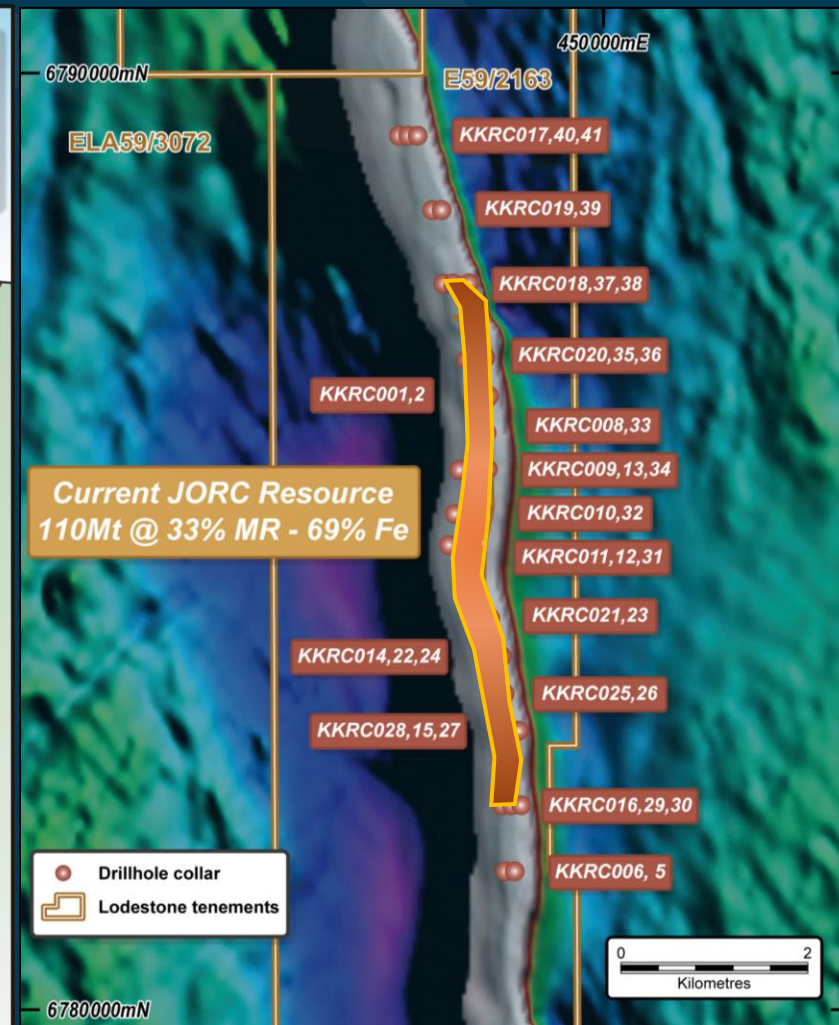 450000mE
6790000mN
E59/2163
ELA59/3072
KKRC017,40,41
KKRC019,39
KKRC018,37,38
KKRC020,35,36
KKRC001,2
KKRC008,33
KKRC009,13,34
Current JORC Resource
110Mt @ 33% MR - 69% Fe
KKRC010,32
KKRC011,12,31
KKRC021,23
KKRC014,22,24
KKRC025,26
KKRC028,15,27
KKRC016,29,30
KKRC006, 5
Drillhole collar
Lodestone tenements
0 2
Kilometres
6780000mN